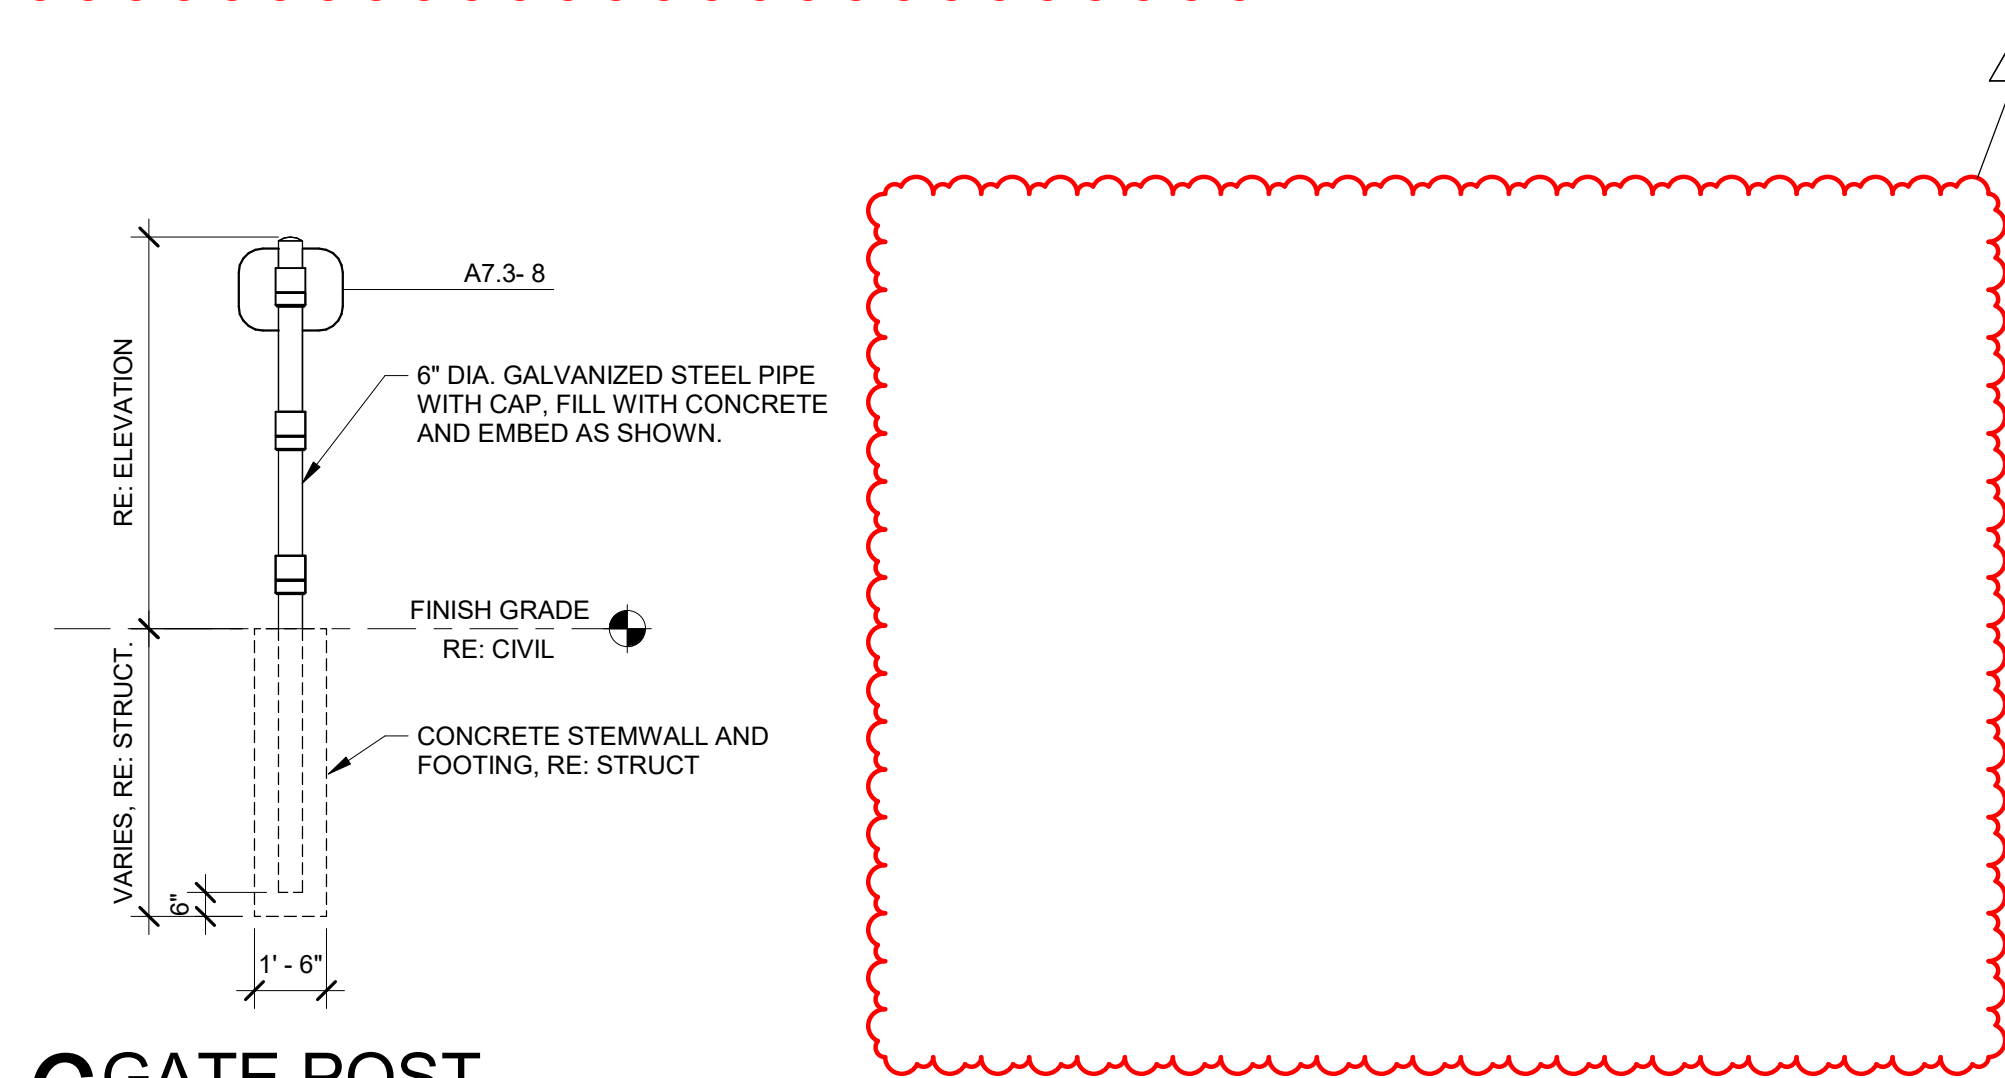 A7.3- 8
RE: ELEVATION
6" DIA. GALVANIZED STEEL PIPE
WITH CAP, FILL WITH CONCRETE
AND EMBED AS SHOWN.
FINISH GRADE
RE: CIVIL
VARIES, RE: STRUCT.
CONCRETE STEMWALL AND
FOOTING, RE: STRUCT
6"
1' - 6"
GATE POST